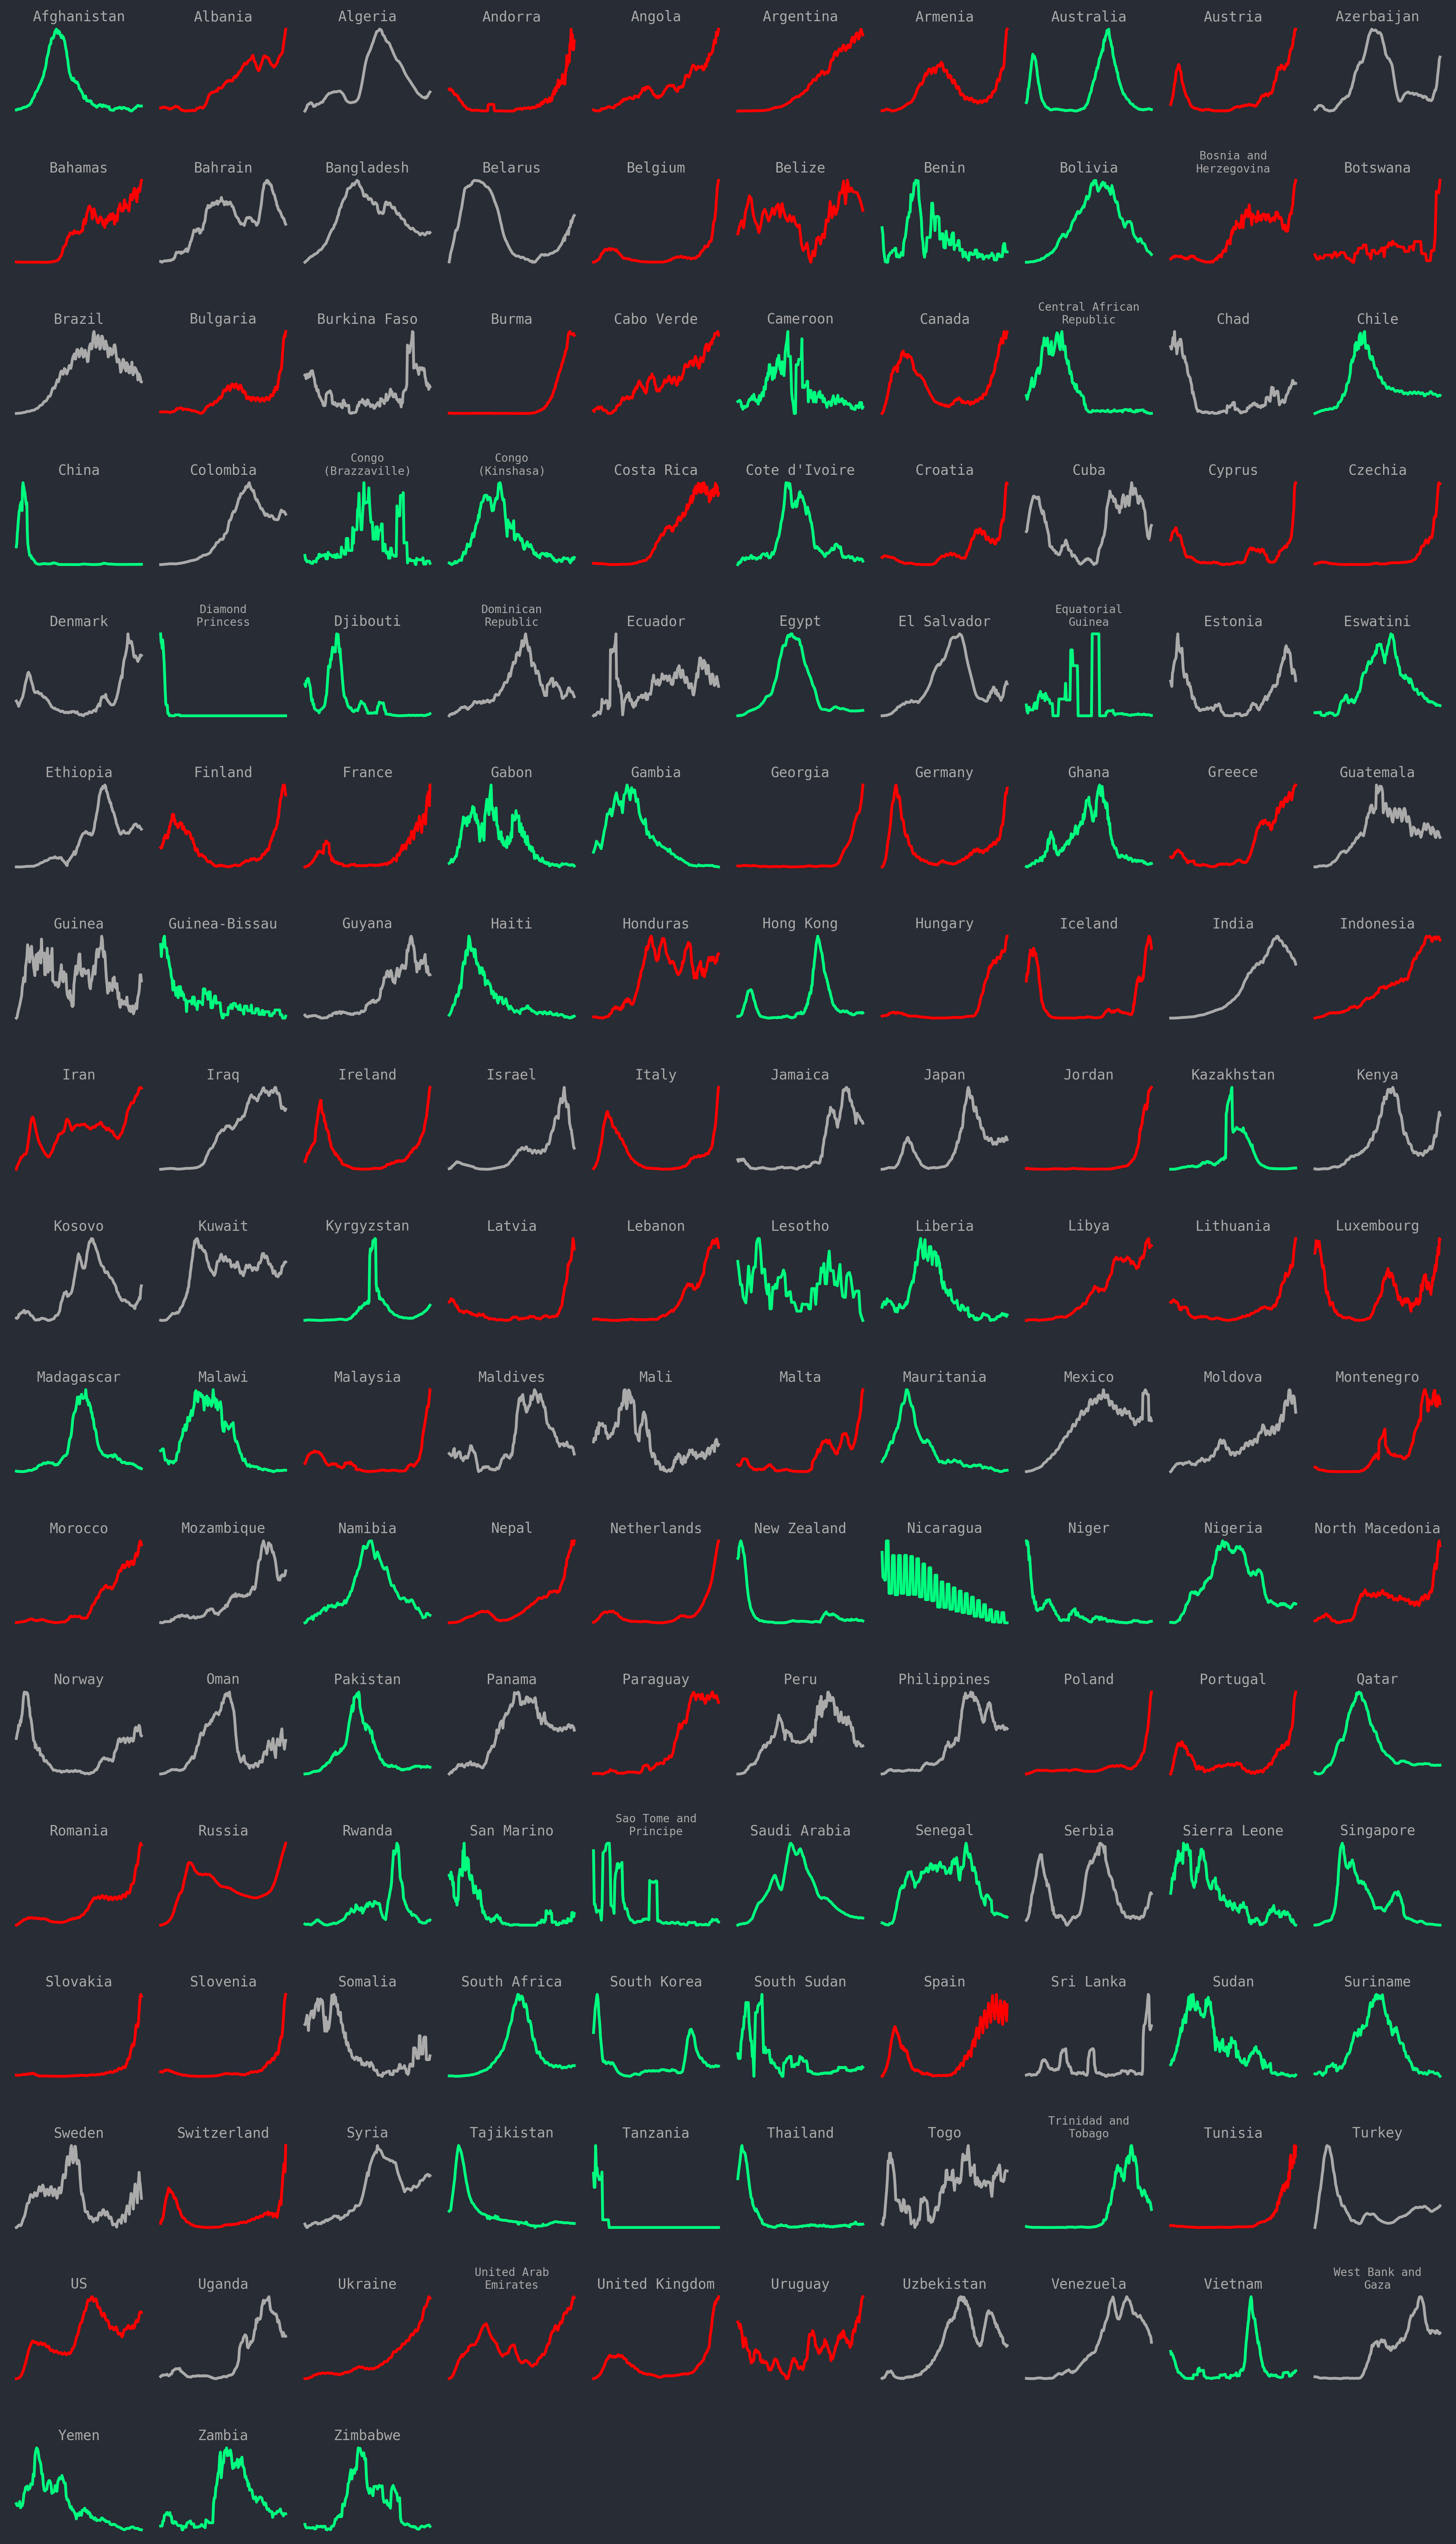 Afghanistan
Albania
Algeria
Andorra
Angola
Argentina
Armenia
Australia
Austria
Azerbaijan
Bahamas
Bahrain
Bangladesh
Belarus
Belgium
Belize
Benin
Bolivia
Bosnia and
Herzegovina
Botswana
Brazil
Bulgaria
Burkina Faso
Burma
Cabo Verde
Cameroon
Canada
Central African
Republic
Chad
Chile
China
Colombia
Congo
(Brazzaville)
Congo
(Kinshasa)
Costa Rica
Cote d'Ivoire
Croatia
Cuba
Cyprus
Czechia
Denmark
Diamond
Princess
Djibouti
Dominican
Republic
Ecuador
Egypt
El Salvador
Equatorial
Guinea
Estonia
Eswatini
Ethiopia
Finland
France
Gabon
Gambia
Georgia
Germany
Ghana
Greece
Guatemala
Guinea
Guinea-Bissau
Guyana
Haiti
Honduras
Hong Kong
Hungary
Iceland
India
Indonesia
Iran
Iraq
Ireland
Israel
Italy
Jamaica
Japan
Jordan
Kazakhstan
Kenya
Kosovo
Kuwait
Kyrgyzstan
Latvia
Lebanon
Lesotho
Liberia
Libya
Lithuania
Luxembourg
Madagascar
Malawi
Malaysia
Maldives
Mali
Malta
Mauritania
Mexico
Moldova
Montenegro
Morocco
Mozambique
Namibia
Nepal
Netherlands
New Zealand
Nicaragua
Niger
Nigeria
North Macedonia
Norway
Oman
Pakistan
Panama
Paraguay
Peru
Philippines
Poland
Portugal
Qatar
Romania
Russia
Rwanda
San Marino
Sao Tome and
Principe
Saudi Arabia
Senegal
Serbia
Sierra Leone
Singapore
Slovakia
Slovenia
Somalia
South Africa
South Korea
South Sudan
Spain
Sri Lanka
Sudan
Suriname
Sweden
Switzerland
Syria
Tajikistan
Tanzania
Thailand
Togo
Trinidad and
Tobago
Tunisia
Turkey
US
Uganda
Ukraine
United Arab
Emirates
United Kingdom
Uruguay
Uzbekistan
Venezuela
Vietnam
West Bank and
Gaza
Yemen
Zambia
Zimbabwe